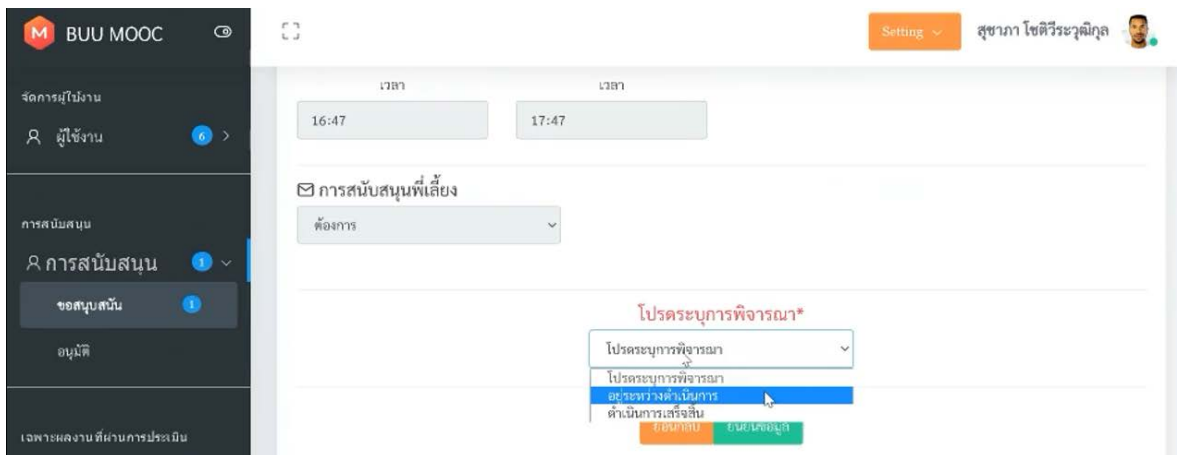 BUU MOOC
Setting
สุชาภา โชติวีระวุฒิกุล
จัดการผู้ใช้งาน
ผู้ใช้งาน 6
การสนับสนุน
การสนับสนุน 1
ขอสนุบสนัน 1
อนุมัติ
เฉพาะผลงานที่ผ่านการประเมิน
เวลา เวลา
16:47 17:47
การสนับสนุนพี่เลี้ยง
ต้องการ
โปรดระบุการพิจารณา*
โปรดระบุการพิจารณา
โปรดระบุการพิจารณา
อยู่ระหว่างดำเนินการ
ดำเนินการเสร็จสิ้น
ย้อนกลับ ยืนยันข้อมูล